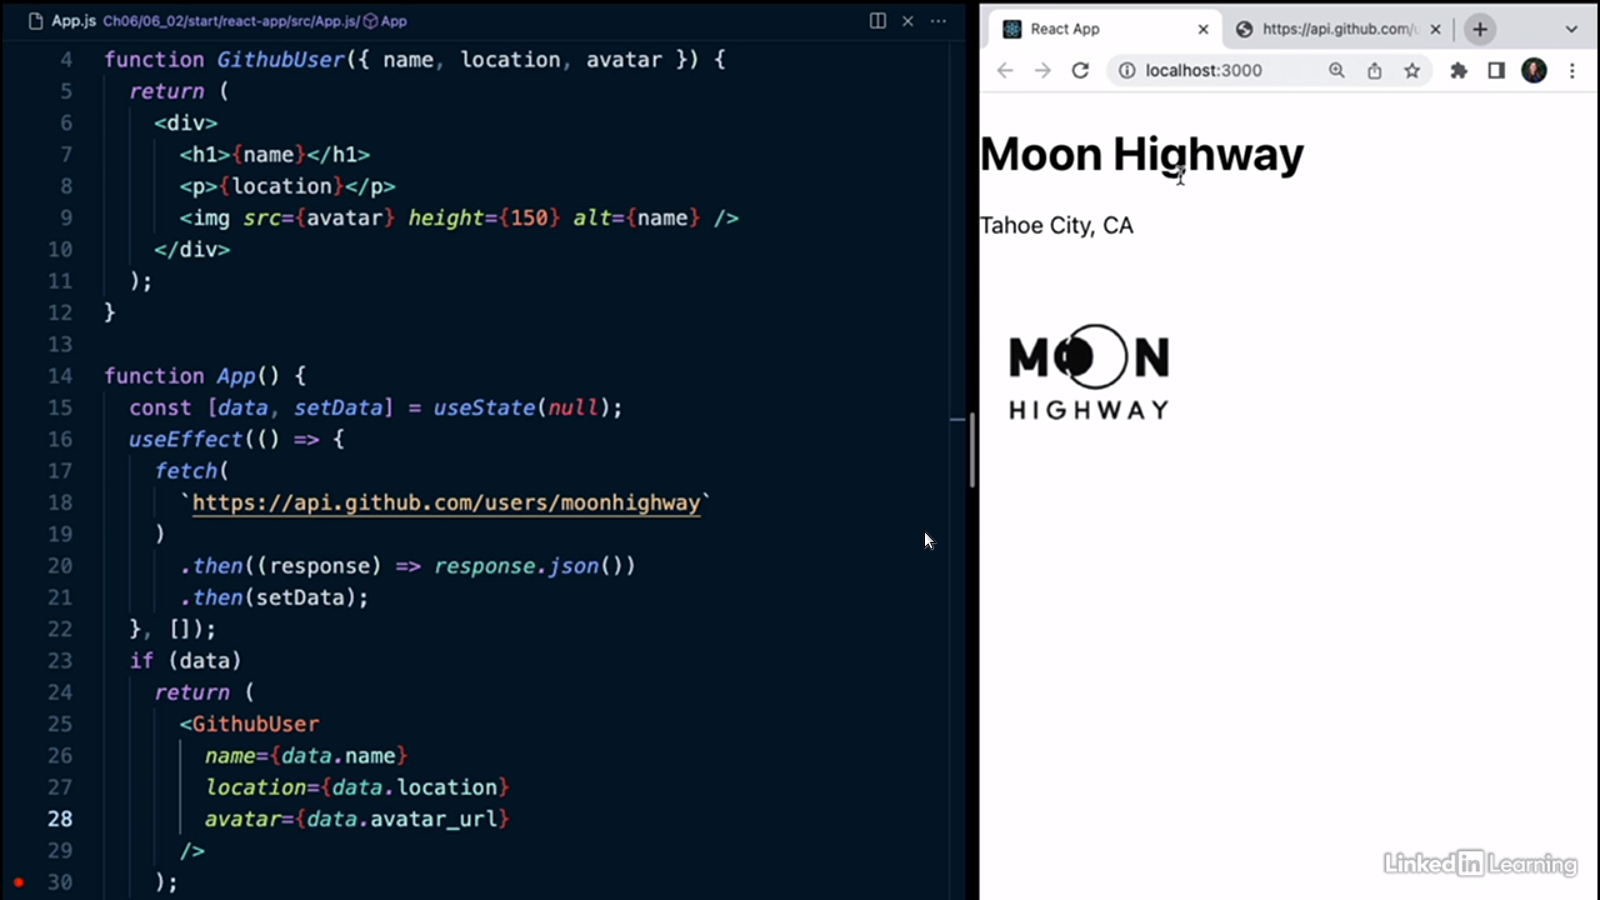 App.js Ch06/06_02/start/react-app/src/App.js/ App
4 function GithubUser({ name, location, avatar }) {
5 return (
6 <div>
7 <h1>{name}</h1>
8 <p>{location}</p>
9 <img src={avatar} height={150} alt={name} />
10 </div>
11 );
12 }
13
14 function App() {
15 const [data, setData] = useState(null);
16 useEffect(() => {
17 fetch(
18 `https://api.github.com/users/moonhighway`
19 )
20 .then((response) => response.json())
21 .then(setData);
22 }, []);
23 if (data)
24 return (
25 <GithubUser
26 name={data.name}
27 location={data.location}
28 avatar={data.avatar_url}
29 />
30 );
React App
https://api.github.com/
localhost:3000
Moon Highway
Tahoe City, CA
MOON
HIGHWAY
LinkedIn Learning